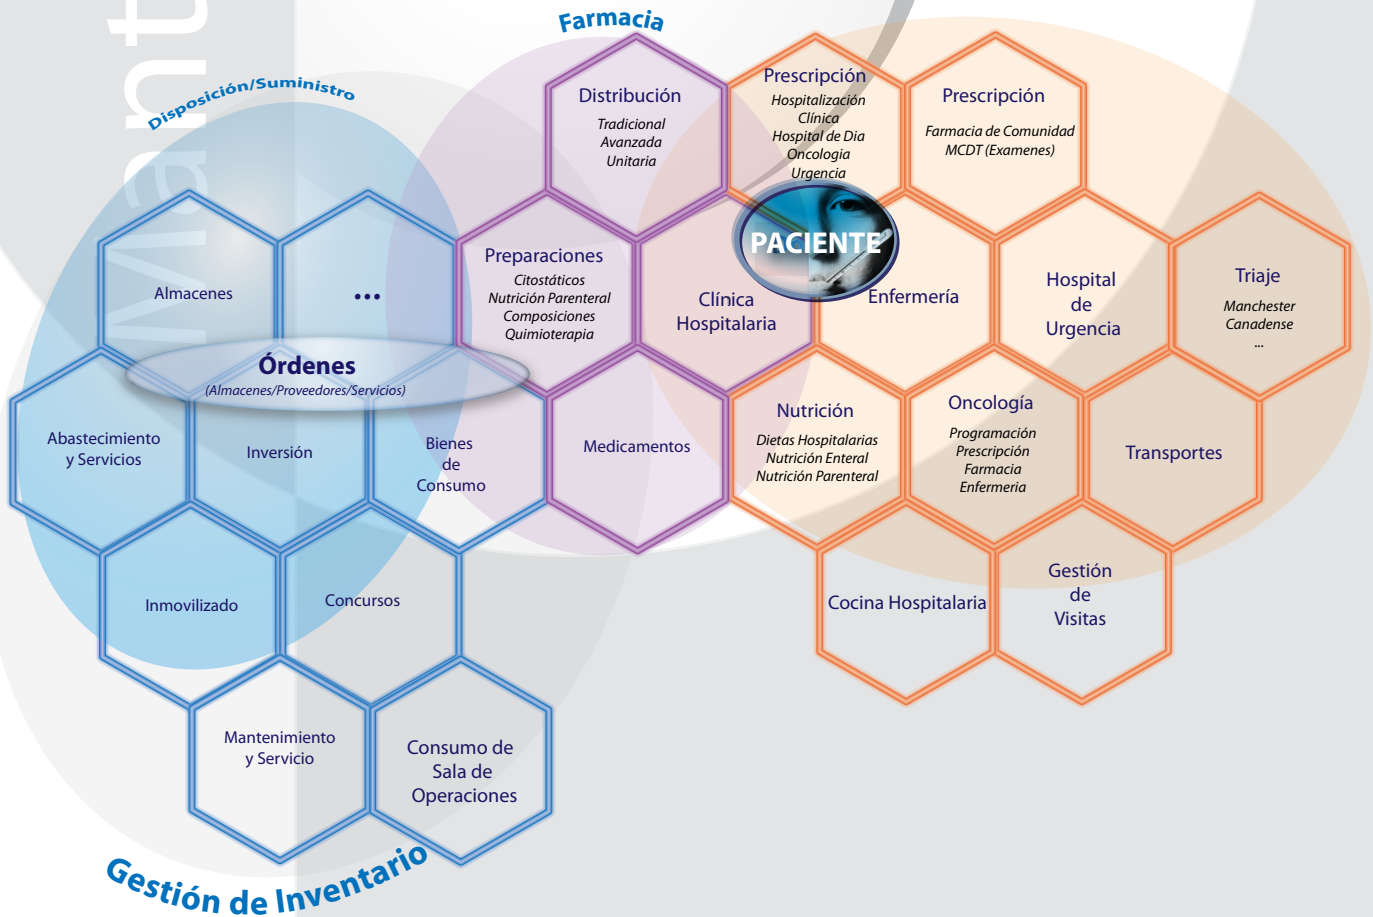 Mant
Farmacia
Disposición/Suministro
Distribución
Tradicional
Avanzada
Unitaria
Prescripción
Hospitalización
Clínica
Hospital de Dia
Oncologia
Urgencia
Prescripción
Farmacia de Comunidad
MCDT (Examenes)
PACIENTE
Almacenes
...
Preparaciones
Citostáticos
Nutrición Parenteral
Composiciones
Quimioterapia
Clínica
Hospitalaria
Enfermería
Hospital
de
Urgencia
Triaje
Manchester
Canadense
...
Órdenes
(Almacenes/Proveedores/Servicios)
Abastecimiento
y Servicios
Inversión
Bienes
de
Consumo
Medicamentos
Nutrición
Dietas Hospitalarias
Nutrición Enteral
Nutrición Parenteral
Oncología
Programación
Prescripción
Farmacia
Enfermeria
Transportes
Inmovilizado
Concursos
Cocina Hospitalaria
Gestión
de
Visitas
Mantenimiento
y Servicio
Consumo de
Sala de
Operaciones
Gestión de Inventario